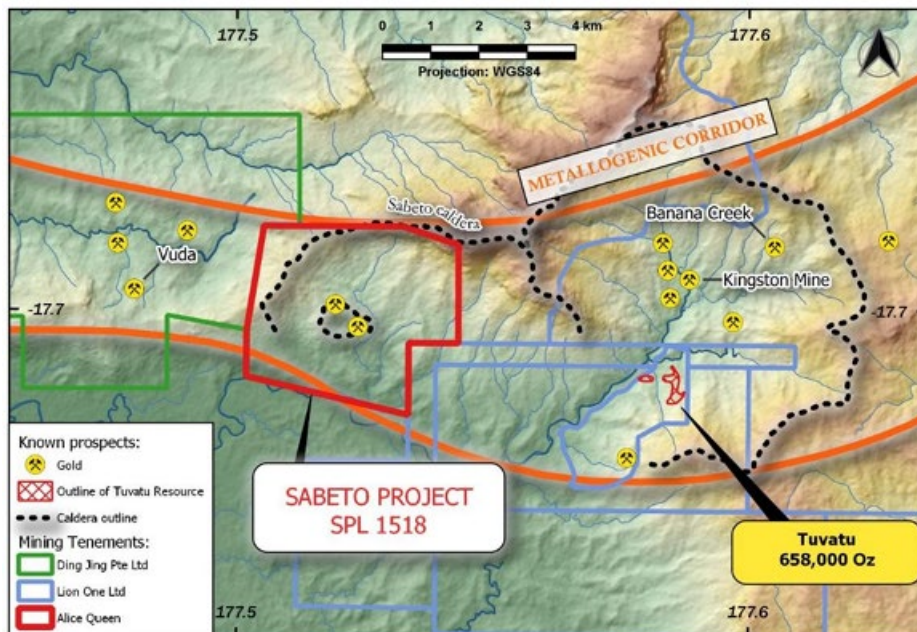 177.5
0 1 2 3 4 km
Projection: WGS84
177.6
METALLOGENIC CORRIDOR
Sabeto caldera
Banana Creek
Vuda
Kingston Mine
-17.7
-17.7
Known prospects:
Gold
Outline of Tuvatu Resource
Caldera outline
Mining Tenements:
Ding Jing Pte Ltd
Lion One Ltd
Alice Queen
SABETO PROJECT
SPL 1518
Tuvatu
658,000 Oz
177.5
177.6